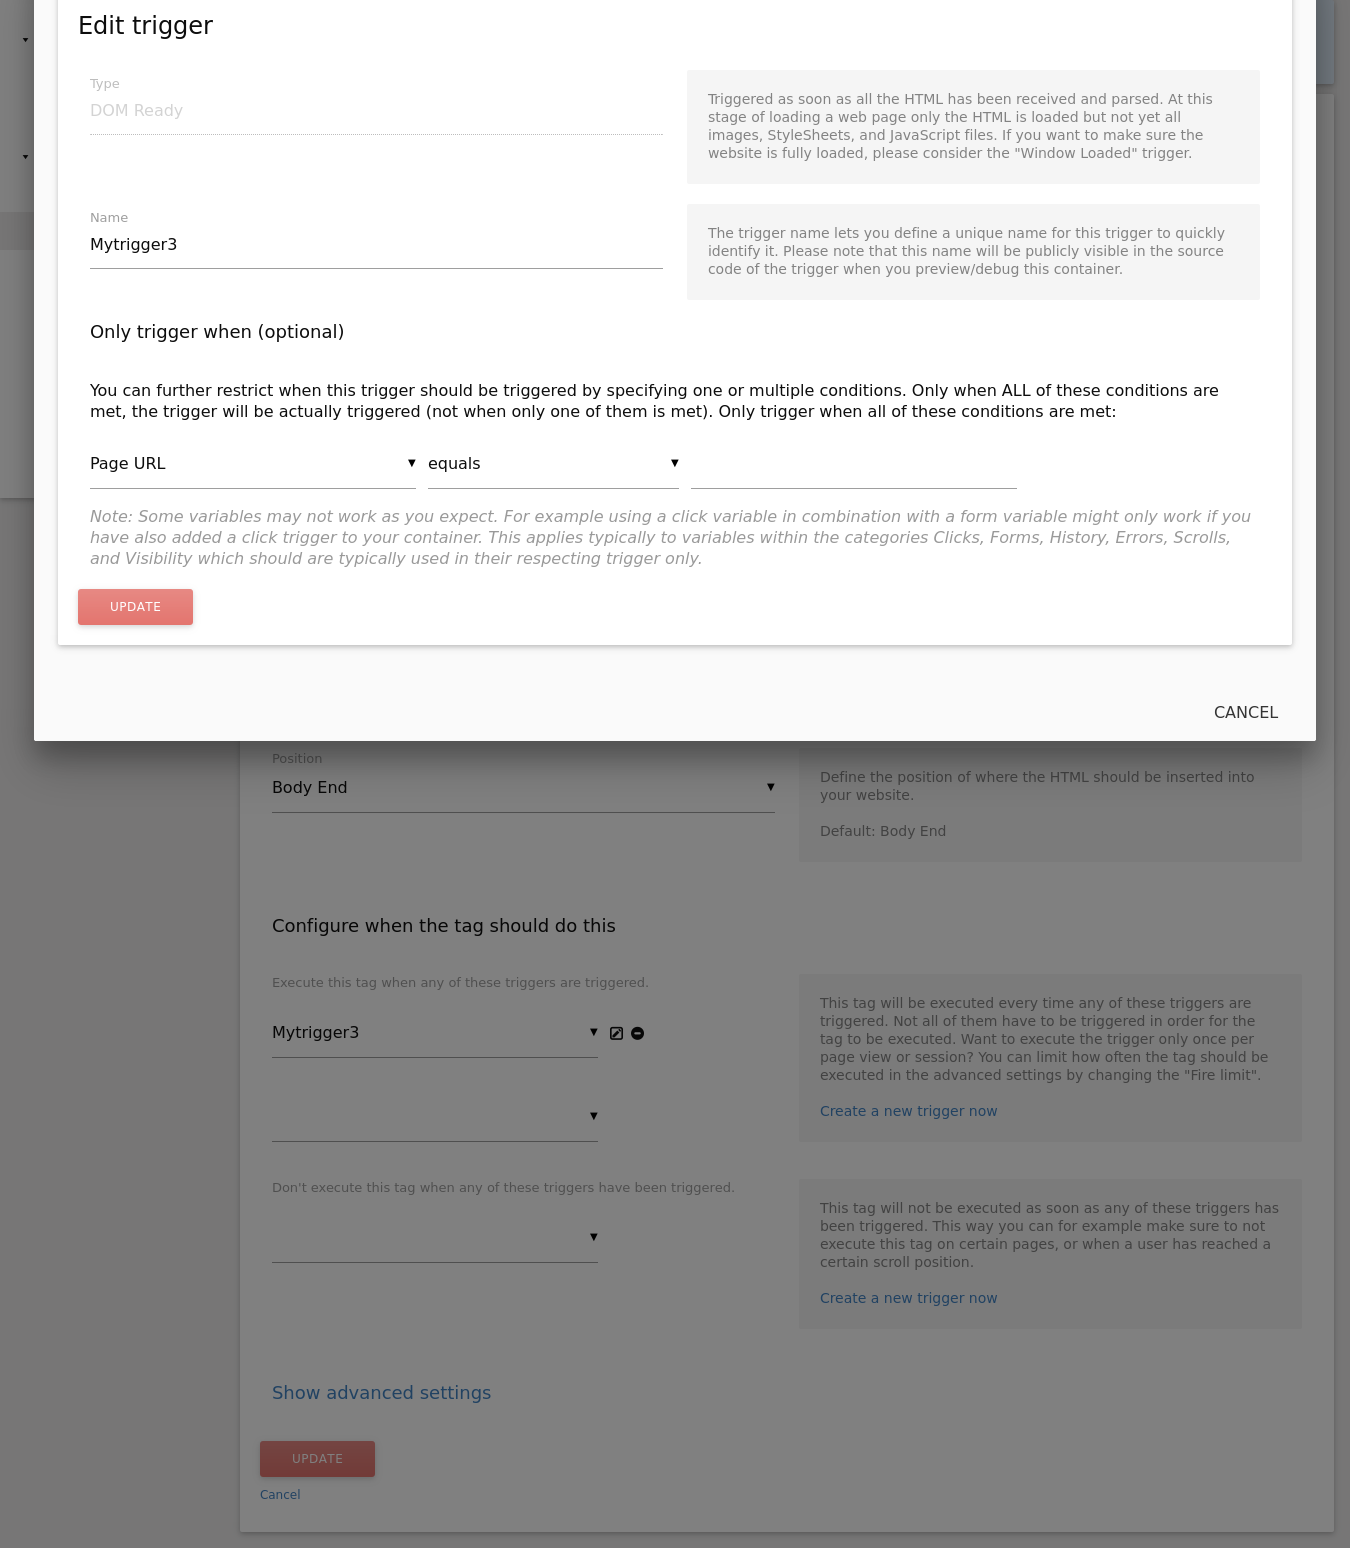 Edit trigger
Type
DOM Ready
Triggered as soon as all the HTML has been received and parsed. At this
stage of loading a web page only the HTML is loaded but not yet all
images, StyleSheets, and JavaScript files. If you want to make sure the
website is fully loaded, please consider the "Window Loaded" trigger.
Name
Mytrigger3
The trigger name lets you define a unique name for this trigger to quickly
identify it. Please note that this name will be publicly visible in the source
code of the trigger when you preview/debug this container.
Only trigger when (optional)
You can further restrict when this trigger should be triggered by specifying one or multiple conditions. Only when ALL of these conditions are
met, the trigger will be actually triggered (not when only one of them is met). Only trigger when all of these conditions are met:
Page URL
equals
Note: Some variables may not work as you expect. For example using a click variable in combination with a form variable might only work if you
have also added a click trigger to your container. This applies typically to variables within the categories Clicks, Forms, History, Errors, Scrolls,
and Visibility which should are typically used in their respecting trigger only.
UPDATE
CANCEL
Position
Body End
Define the position of where the HTML should be inserted into
your website.
Default: Body End
Configure when the tag should do this
Execute this tag when any of these triggers are triggered.
Mytrigger3
This tag will be executed every time any of these triggers are
triggered. Not all of them have to be triggered in order for the
tag to be executed. Want to execute the trigger only once per
page view or session? You can limit how often the tag should be
executed in the advanced settings by changing the "Fire limit".
Create a new trigger now
Don't execute this tag when any of these triggers have been triggered.
This tag will not be executed as soon as any of these triggers has
been triggered. This way you can for example make sure to not
execute this tag on certain pages, or when a user has reached a
certain scroll position.
Create a new trigger now
Show advanced settings
UPDATE
Cancel